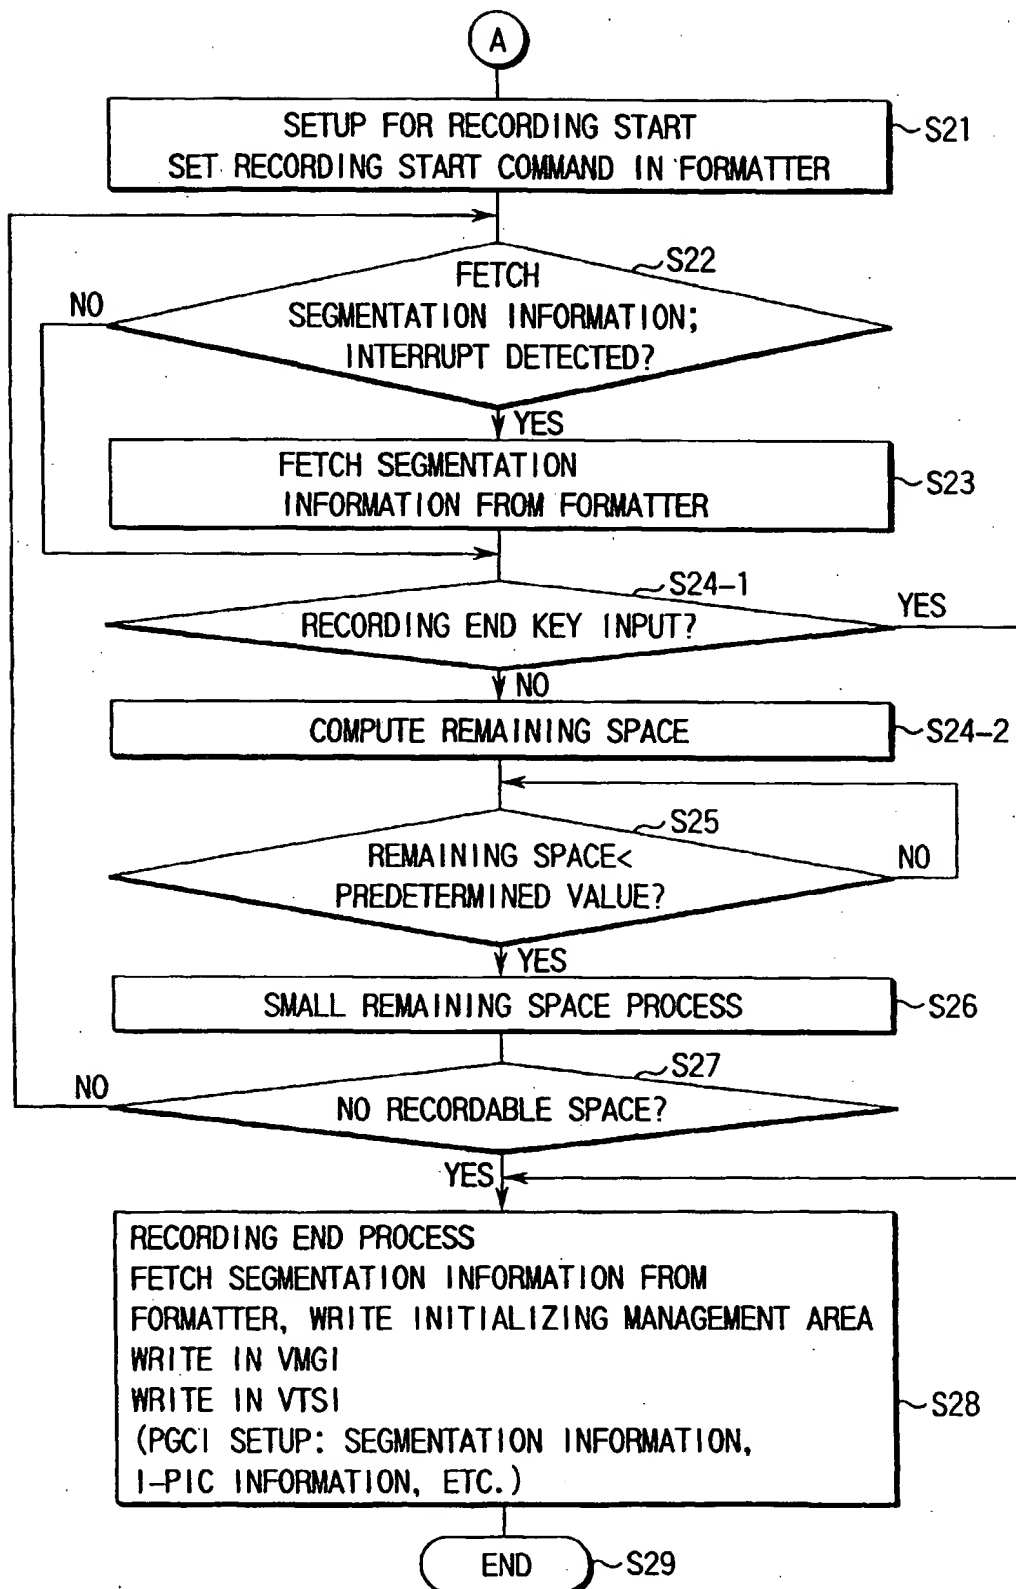 A
SETUP FOR RECORDING START
SET RECORDING START COMMAND IN FORMATTER
S21
S22
FETCH
SEGMENTATION INFORMATION;
INTERRUPT DETECTED?
NO
YES
FETCH SEGMENTATION
INFORMATION FROM FORMATTER
S23
S24-1
RECORDING END KEY INPUT?
YES
NO
COMPUTE REMAINING SPACE
S24-2
S25
REMAINING SPACE<
PREDETERMINED VALUE?
NO
YES
SMALL REMAINING SPACE PROCESS
S26
S27
NO RECORDABLE SPACE?
NO
YES
RECORDING END PROCESS
FETCH SEGMENTATION INFORMATION FROM
FORMATTER, WRITE INITIALIZING MANAGEMENT AREA
WRITE IN VMGI
WRITE IN VTSI
(PGCI SETUP: SEGMENTATION INFORMATION,
I-PIC INFORMATION, ETC.)
S28
END
S29